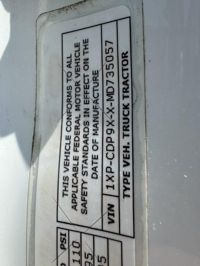 THIS VEHICLE CONFORMS TO ALL
APPLICABLE FEDERAL MOTOR VEHICLE
SAFETY STANDARDS IN EFFECT ON THE
DATE OF MANUFACTURE
VIN 1XP-CDP9X-X-MD735057
TYPE VEH. TRUCK TRACTOR
PSI
110
95